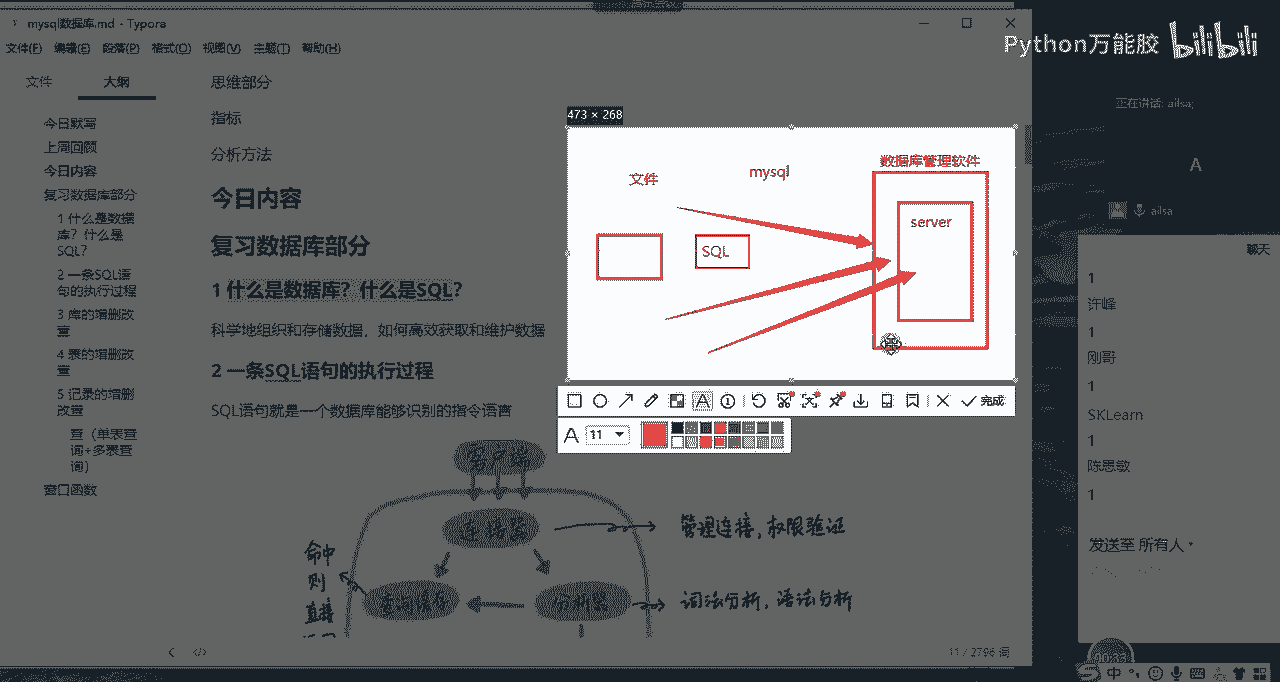 mysql数据库.md - Typora
Python万能胶 bilibili
文件(F) 编辑(E) 段落(P) 格式(O) 视图(V) 主题(T) 帮助(H)
文件 大纲
今日默写
上周回顾
今日内容
复习数据库部分
1 什么是数据
库？什么是
SQL？
2 一条SQL语
句的执行过程
3 库的增删改
查
4 表的增删改
查
5 记录的增删
改查
查（单表查
询+多表查
询）
窗口函数
思维部分
指标
分析方法
今日内容
复习数据库部分
1 什么是数据库？什么是SQL？
科学地组织和存储数据，如何高效获取和维护数据
2 一条SQL语句的执行过程
SQL语句就是一个数据库能够识别的指令语言
客户端
连接器
管理连接，权限验证
命中
则
直接
查询缓存
分析器
词法分析，语法分析
473 × 268
文件
mysql
数据库管理软件
SQL
server
完成
A 11
正在讲话: ailsa;
A
ailsa
聊天
1
许峰
1
刚哥
1
SKLearn
1
陈思敏
1
发送至 所有人
11 / 2796 词
中